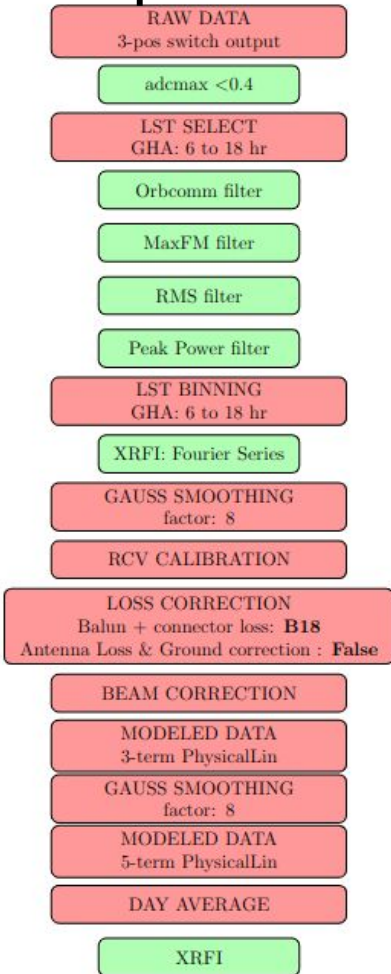 RAW DATA
3-pos switch output
adcmax <0.4
LST SELECT
GHA: 6 to 18 hr
Orbcomm filter
MaxFM filter
RMS filter
Peak Power filter
LST BINNING
GHA: 6 to 18 hr
XRFI: Fourier Series
GAUSS SMOOTHING
factor: 8
RCV CALIBRATION
LOSS CORRECTION
Balun + connector loss: B18
Antenna Loss & Ground correction : False
BEAM CORRECTION
MODELED DATA
3-term PhysicalLin
GAUSS SMOOTHING
factor: 8
MODELED DATA
5-term PhysicalLin
DAY AVERAGE
XRFI